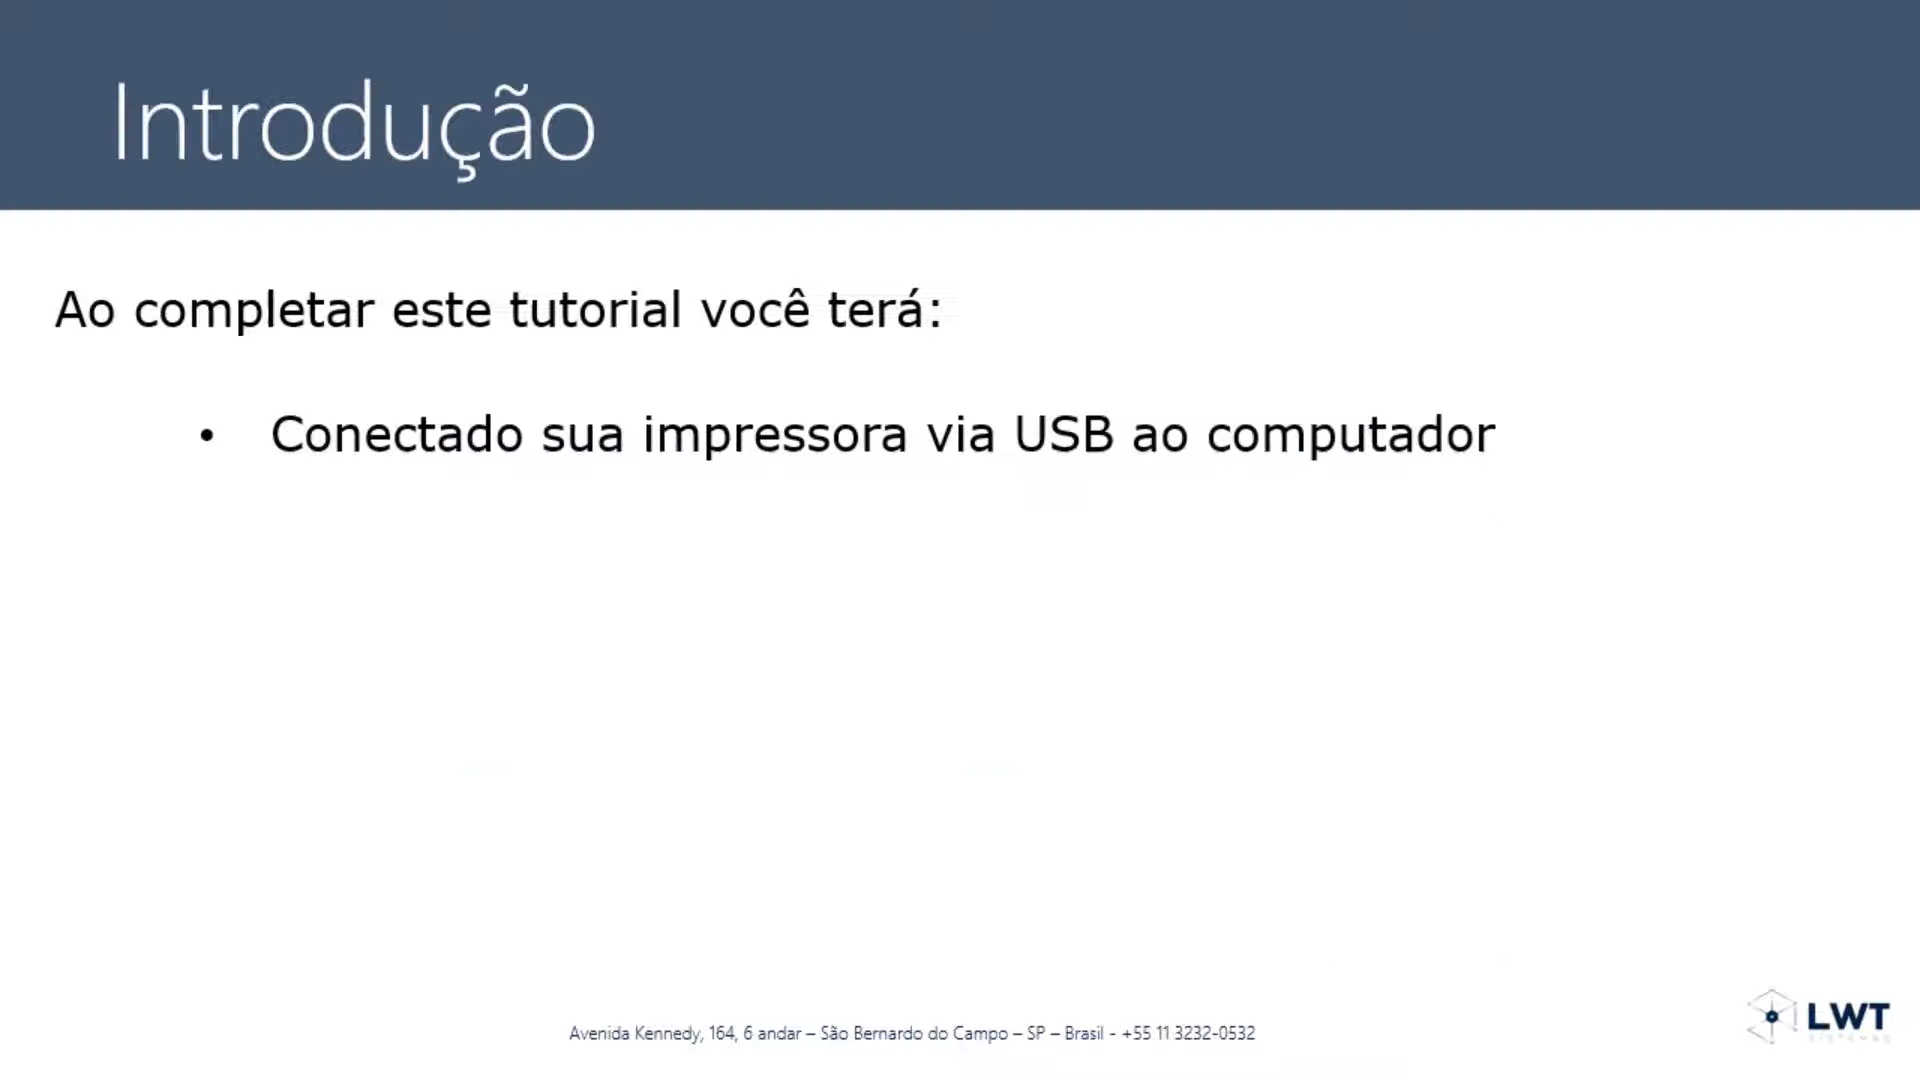 Introdução
Ao completar este tutorial você terá:
• Conectado sua impressora via USB ao computador
Avenida Kennedy, 164, 6 andar – São Bernardo do Campo – SP – Brasil - +55 11 3232-0532
LWT
SISTEMAS